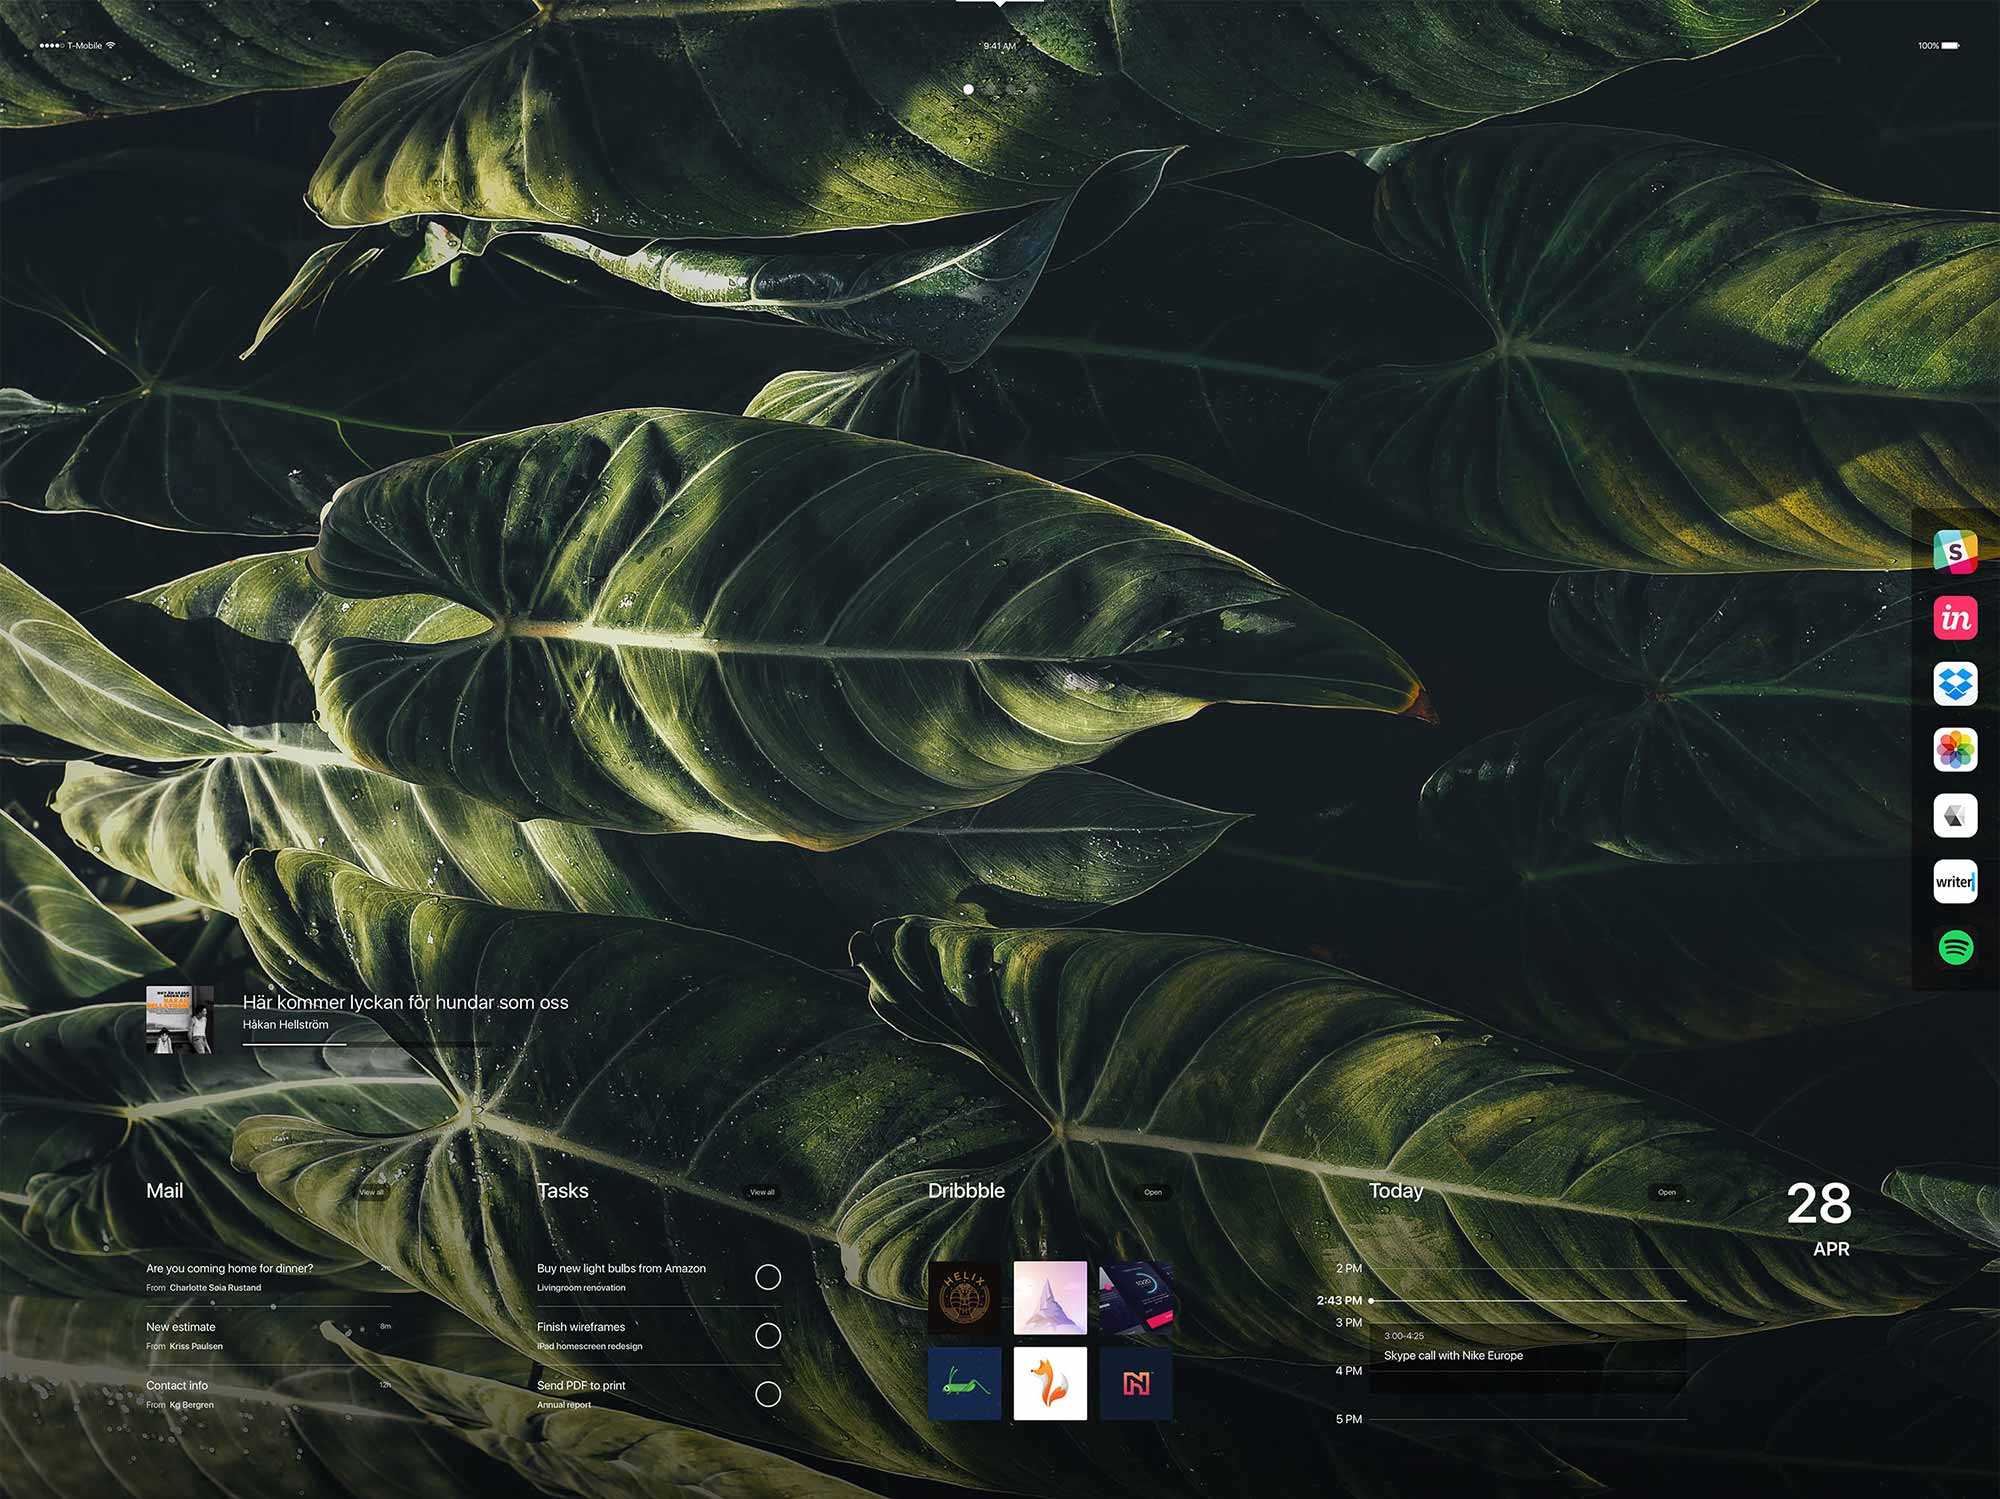 T-Mobile
9:41 AM
100%
S
in
writer
HÅKAN
HELLSTRÖM
Här kommer lyckan för hundar som oss
Håkan Hellström
Mail
View all
Are you coming home for dinner?
2m
From Charlotte Søia Rustand
New estimate
8m
From Kriss Paulsen
Contact info
12h
From Kg Bergren
Tasks
View all
Buy new light bulbs from Amazon
Livingroom renovation
Finish wireframes
iPad homescreen redesign
Send PDF to print
Annual report
Dribbble
Open
HELIX
N
Today
Open
2 PM
2:43 PM
3 PM
3:00-4:25
Skype call with Nike Europe
4 PM
5 PM
28
APR